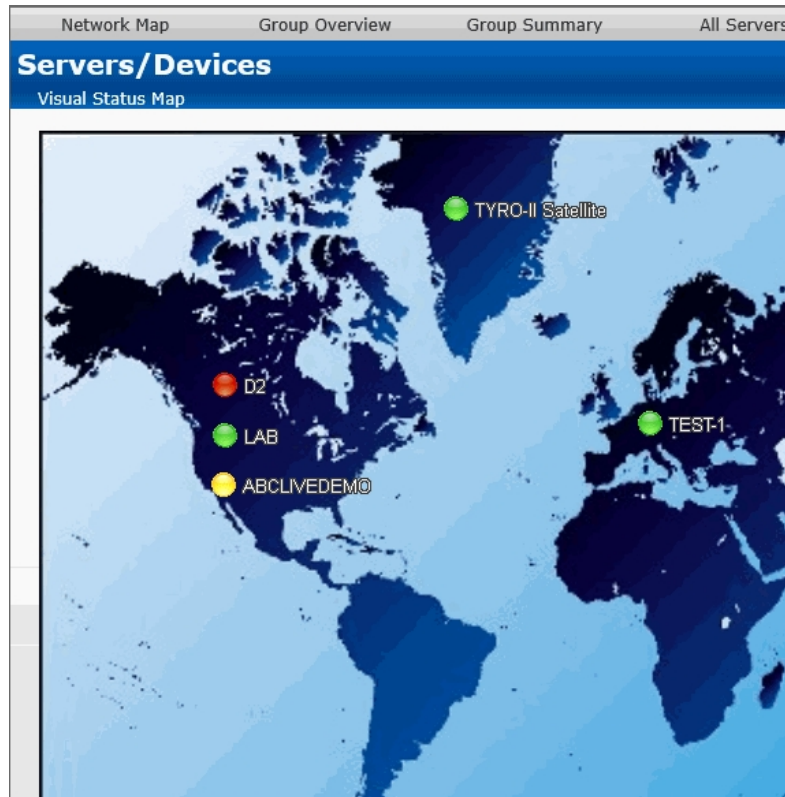 Network Map Group Overview Group Summary All Servers
Servers/Devices
Visual Status Map
TYRO-II Satellite
D2
LAB
TEST-1
ABCLIVEDEMO